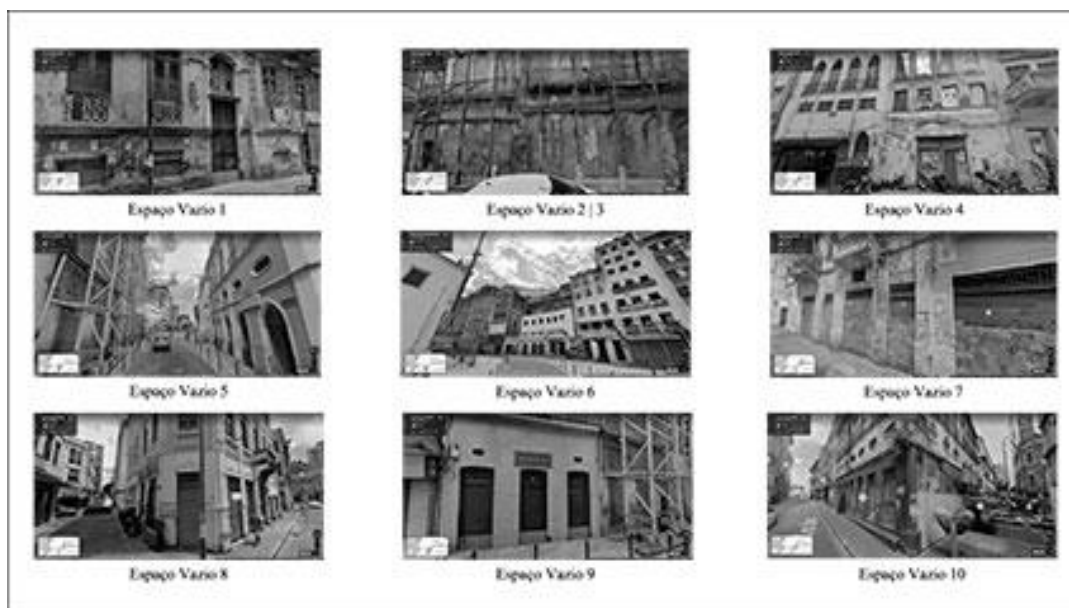 Espaço Vazio 1
Espaço Vazio 2 | 3
Espaço Vazio 4
Espaço Vazio 5
Espaço Vazio 6
Espaço Vazio 7
Espaço Vazio 8
Espaço Vazio 9
Espaço Vazio 10